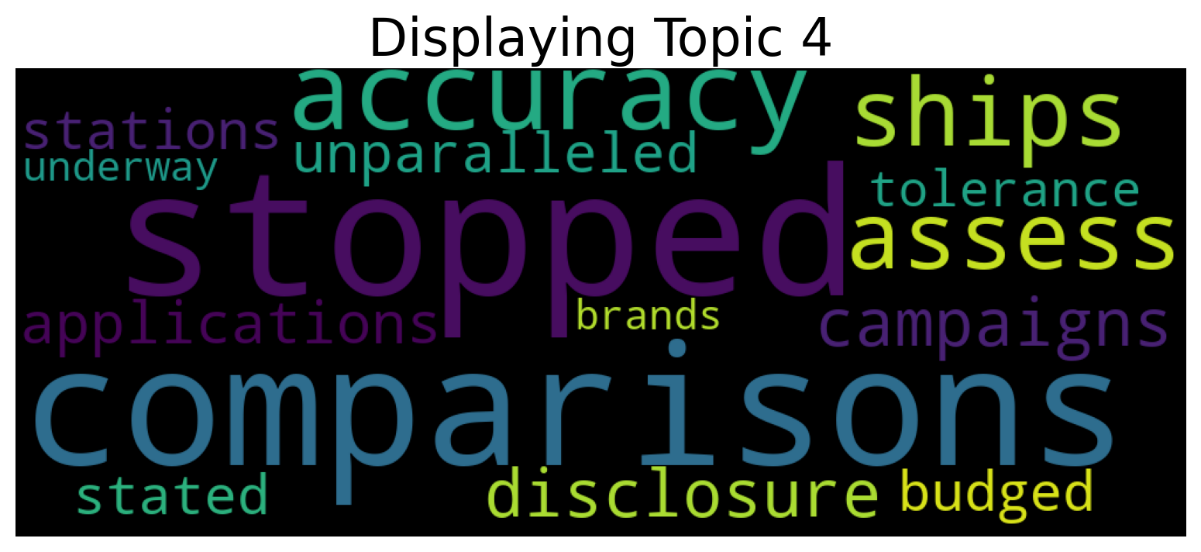 Displaying Topic 4
accuracy
ships
stations
unparalleled
underway
tolerance
stopped
assess
applications
brands
campaigns
comparisons
stated
disclosure
budged